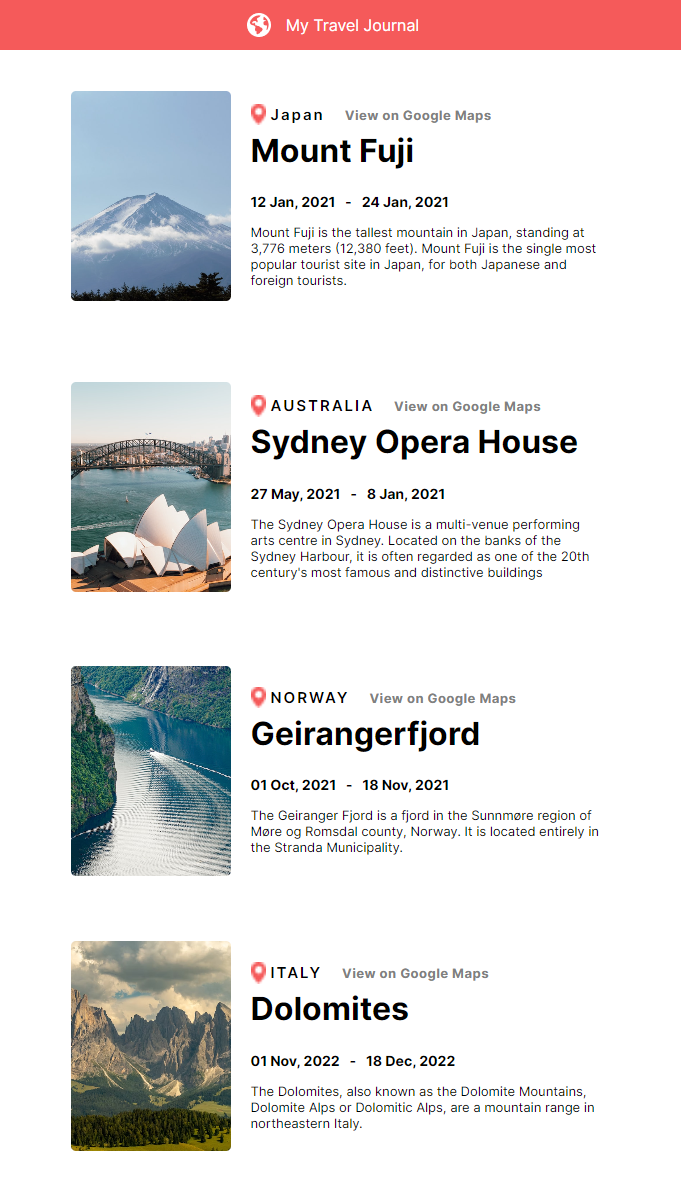 My Travel Journal
Japan View on Google Maps
Mount Fuji
12 Jan, 2021 - 24 Jan, 2021
Mount Fuji is the tallest mountain in Japan, standing at
3,776 meters (12,380 feet). Mount Fuji is the single most
popular tourist site in Japan, for both Japanese and
foreign tourists.
AUSTRALIA View on Google Maps
Sydney Opera House
27 May, 2021 - 8 Jan, 2021
The Sydney Opera House is a multi-venue performing
arts centre in Sydney. Located on the banks of the
Sydney Harbour, it is often regarded as one of the 20th
century's most famous and distinctive buildings
NORWAY View on Google Maps
Geirangerfjord
01 Oct, 2021 - 18 Nov, 2021
The Geiranger Fjord is a fjord in the Sunnmøre region of
Møre og Romsdal county, Norway. It is located entirely in
the Stranda Municipality.
ITALY View on Google Maps
Dolomites
01 Nov, 2022 - 18 Dec, 2022
The Dolomites, also known as the Dolomite Mountains,
Dolomite Alps or Dolomitic Alps, are a mountain range in
northeastern Italy.